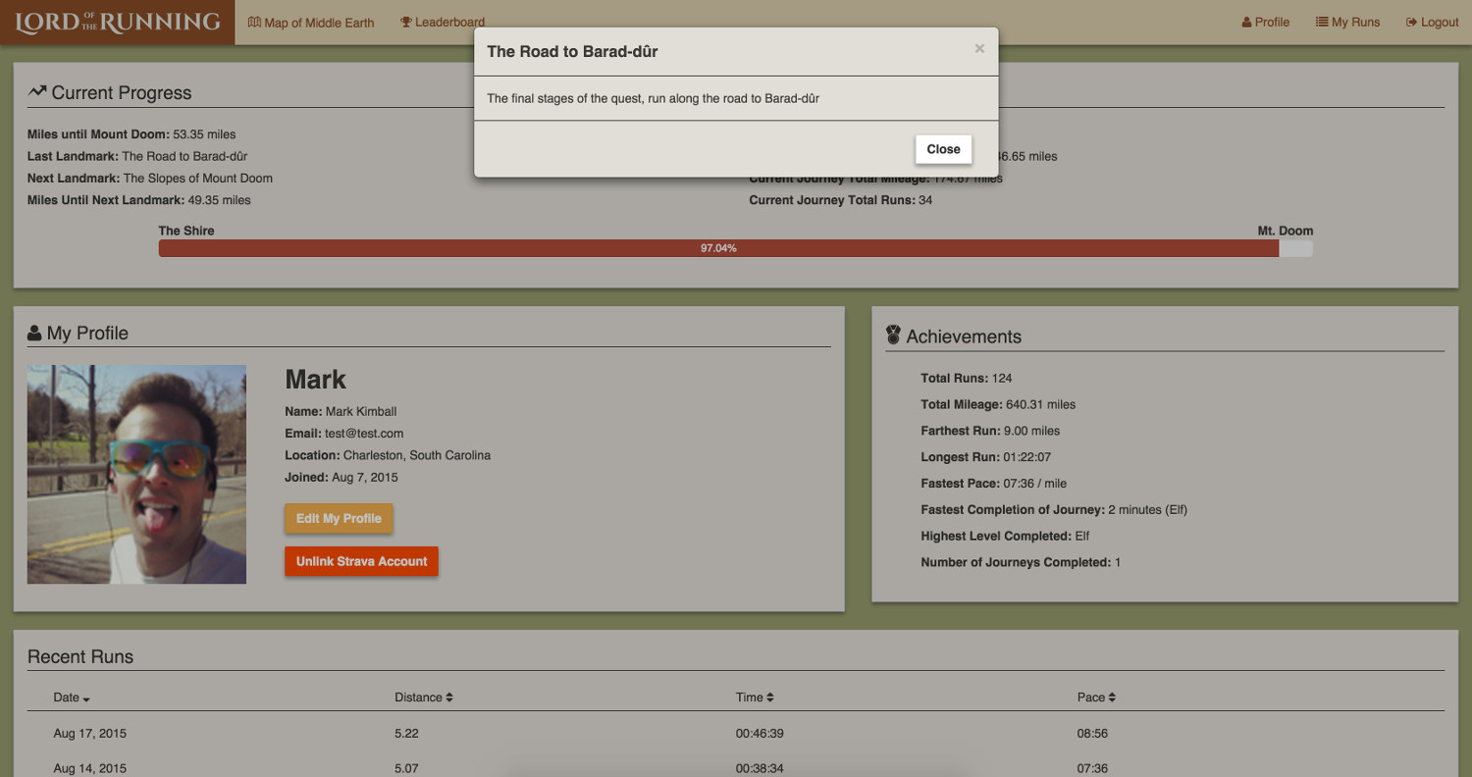 LORD OF THE RUNNING
Map of Middle Earth
Leaderboard
Profile
My Runs
Logout
The Road to Barad-dûr
×
The final stages of the quest, run along the road to Barad-dûr
Close
Current Progress
Miles until Mount Doom: 53.35 miles
Last Landmark: The Road to Barad-dûr
Next Landmark: The Slopes of Mount Doom
Miles Until Next Landmark: 49.35 miles
46.65 miles
Current Journey Total Mileage: 174.67 miles
Current Journey Total Runs: 34
The Shire
Mt. Doom
97.04%
My Profile
Mark
Name: Mark Kimball
Email: test@test.com
Location: Charleston, South Carolina
Joined: Aug 7, 2015
Edit My Profile
Unlink Strava Account
Achievements
Total Runs: 124
Total Mileage: 640.31 miles
Farthest Run: 9.00 miles
Longest Run: 01:22:07
Fastest Pace: 07:36 / mile
Fastest Completion of Journey: 2 minutes (Elf)
Highest Level Completed: Elf
Number of Journeys Completed: 1
Recent Runs
Date Distance Time Pace
Aug 17, 2015 5.22 00:46:39 08:56
Aug 14, 2015 5.07 00:38:34 07:36